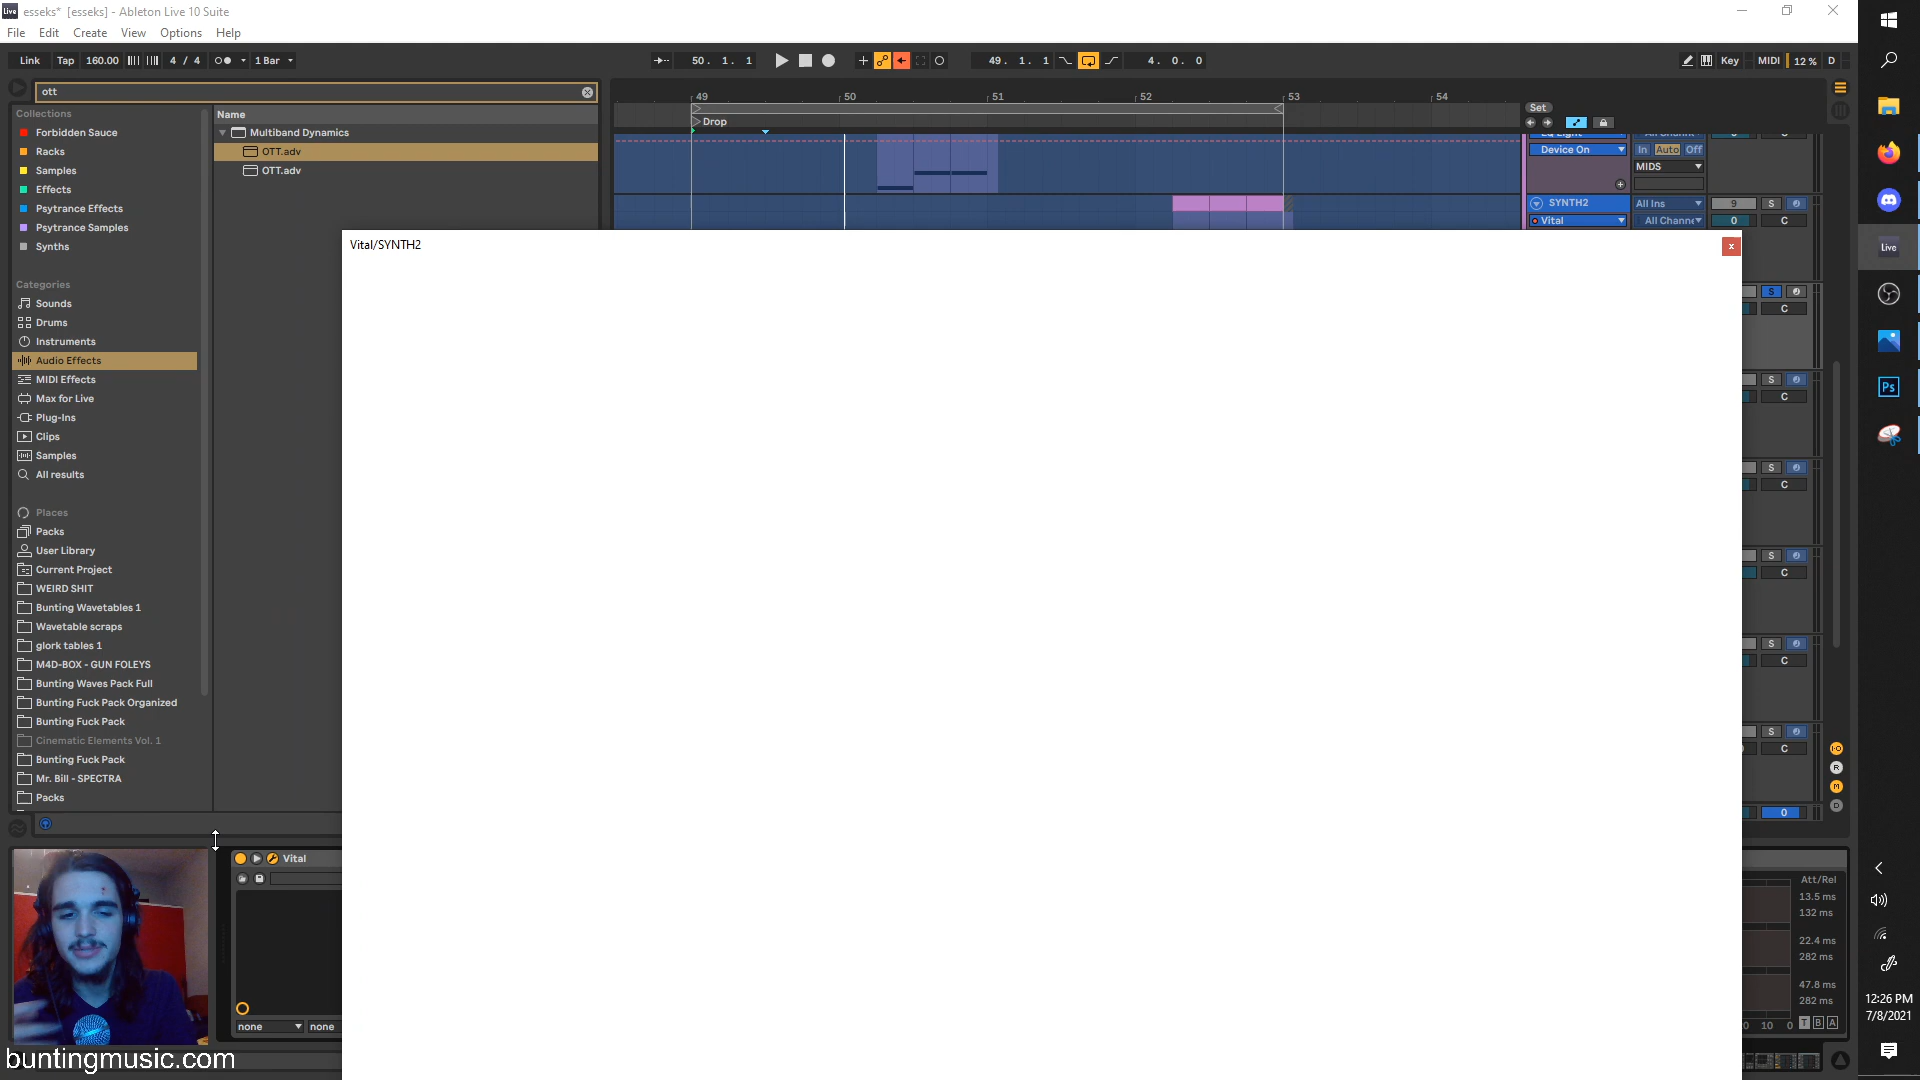 esseks* [esseks] - Ableton Live 10 Suite
File Edit Create View Options Help
Link Tap 160.00 4 / 4 1 Bar 50. 1. 1 49. 1. 1 4. 0. 0 Key MIDI 12 % D
ott
Collections
Forbidden Sauce
Racks
Samples
Effects
Psytrance Effects
Psytrance Samples
Synths
Categories
Sounds
Drums
Instruments
Audio Effects
MIDI Effects
Max for Live
Plug-Ins
Clips
Samples
All results
Places
Packs
User Library
Current Project
WEIRD SHIT
Bunting Wavetables 1
Wavetable scraps
glork tables 1
M4D-BOX - GUN FOLEYS
Bunting Waves Pack Full
Bunting Fuck Pack Organized
Bunting Fuck Pack
Cinematic Elements Vol. 1
Bunting Fuck Pack
Mr. Bill - SPECTRA
Packs
Name
Multiband Dynamics
OTT.adv
OTT.adv
49 50 51 52 53 54
Drop
Set
Device On In Auto Off
MIDS
SYNTH2 All Ins 9 S
Vital 0 C
Vital/SYNTH2
x
S
C
S
C
S
C
S
C
S
C
S
C
0
I·O
R
M
D
Vital
none none
Att/Rel
13.5 ms
132 ms
22.4 ms
282 ms
47.8 ms
282 ms
0 10 0 T B A
Live
Ps
12:26 PM
7/8/2021
buntingmusic.com